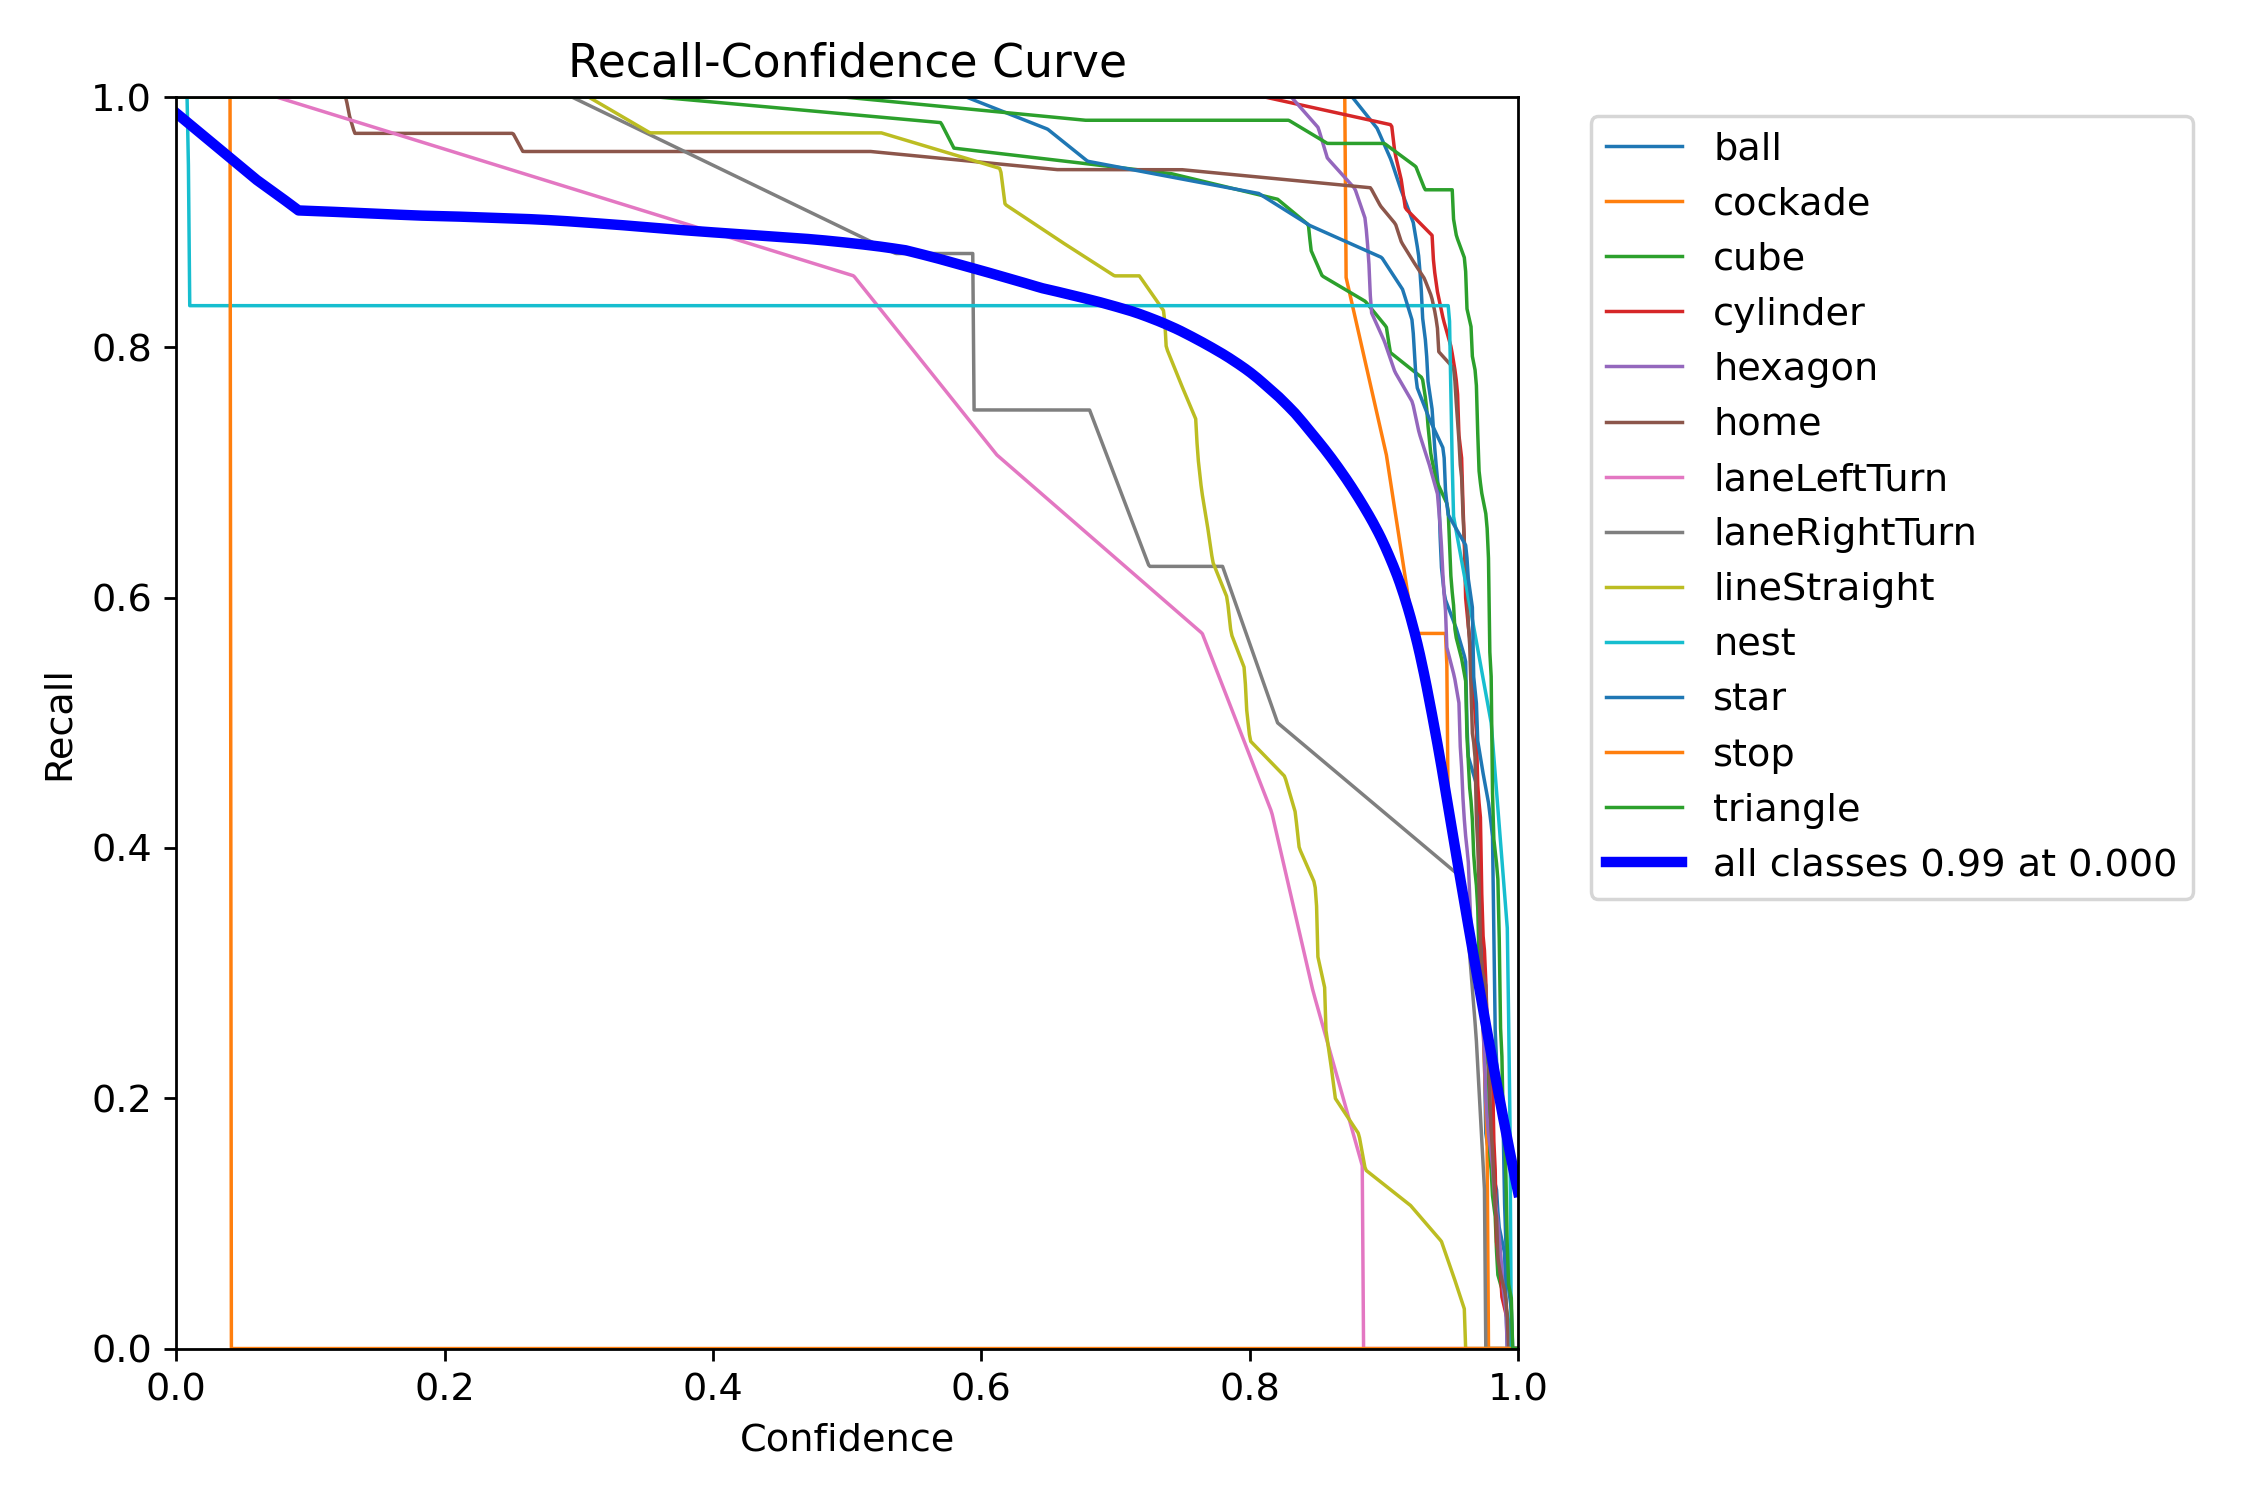 Recall-Confidence Curve
1.0
0.8
0.6
0.4
0.2
0.0
Recall
0.0 0.2 0.4 0.6 0.8 1.0
Confidence
ball
cockade
cube
cylinder
hexagon
home
laneLeftTurn
laneRightTurn
lineStraight
nest
star
stop
triangle
all classes 0.99 at 0.000